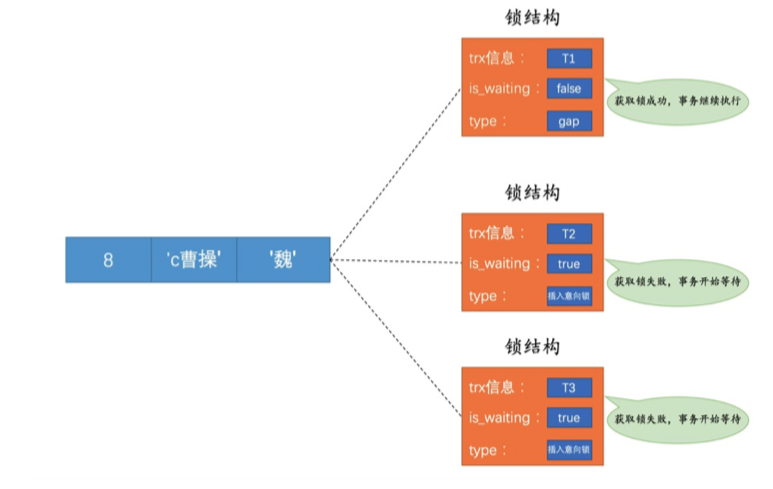 锁结构
trx信息： T1
is_waiting： false
type： gap
获取锁成功，事务继续执行
8 'c曹操' '魏'
锁结构
trx信息： T2
is_waiting： true
type： 插入意向锁
获取锁失败，事务开始等待
锁结构
trx信息： T3
is_waiting： true
type： 插入意向锁
获取锁失败，事务开始等待